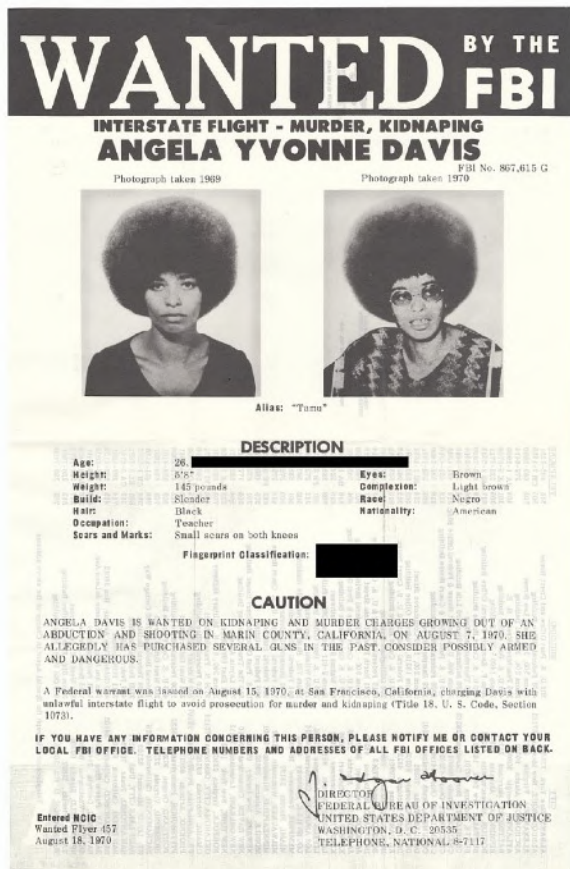 WANTED BY THE FBI
INTERSTATE FLIGHT - MURDER, KIDNAPING
ANGELA YVONNE DAVIS
FBI No. 867,615 G
Photograph taken 1969
Photograph taken 1970
Alias: "Tamu"
DESCRIPTION
Age: 26,
Height: 5'8" Eyes: Brown
Weight: 145 pounds Complexion: Light brown
Build: Slender Race: Negro
Hair: Black Nationality: American
Occupation: Teacher
Scars and Marks: Small scars on both knees
Fingerprint Classification:
CAUTION
ANGELA DAVIS IS WANTED ON KIDNAPING AND MURDER CHARGES GROWING OUT OF AN
ABDUCTION AND SHOOTING IN MARIN COUNTY, CALIFORNIA, ON AUGUST 7, 1970. SHE
ALLEGEDLY HAS PURCHASED SEVERAL GUNS IN THE PAST. CONSIDER POSSIBLY ARMED
AND DANGEROUS.
A Federal warrant was issued on August 15, 1970, at San Francisco, California, charging Davis with
unlawful interstate flight to avoid prosecution for murder and kidnaping (Title 18, U. S. Code, Section
1073).
IF YOU HAVE ANY INFORMATION CONCERNING THIS PERSON, PLEASE NOTIFY ME OR CONTACT YOUR
LOCAL FBI OFFICE. TELEPHONE NUMBERS AND ADDRESSES OF ALL FBI OFFICES LISTED ON BACK.
J. Edgar Hoover
DIRECTOR
FEDERAL BUREAU OF INVESTIGATION
UNITED STATES DEPARTMENT OF JUSTICE
WASHINGTON, D. C. 20535
TELEPHONE, NATIONAL 8-7117
Entered NCIC
Wanted Flyer 457
August 18, 1970